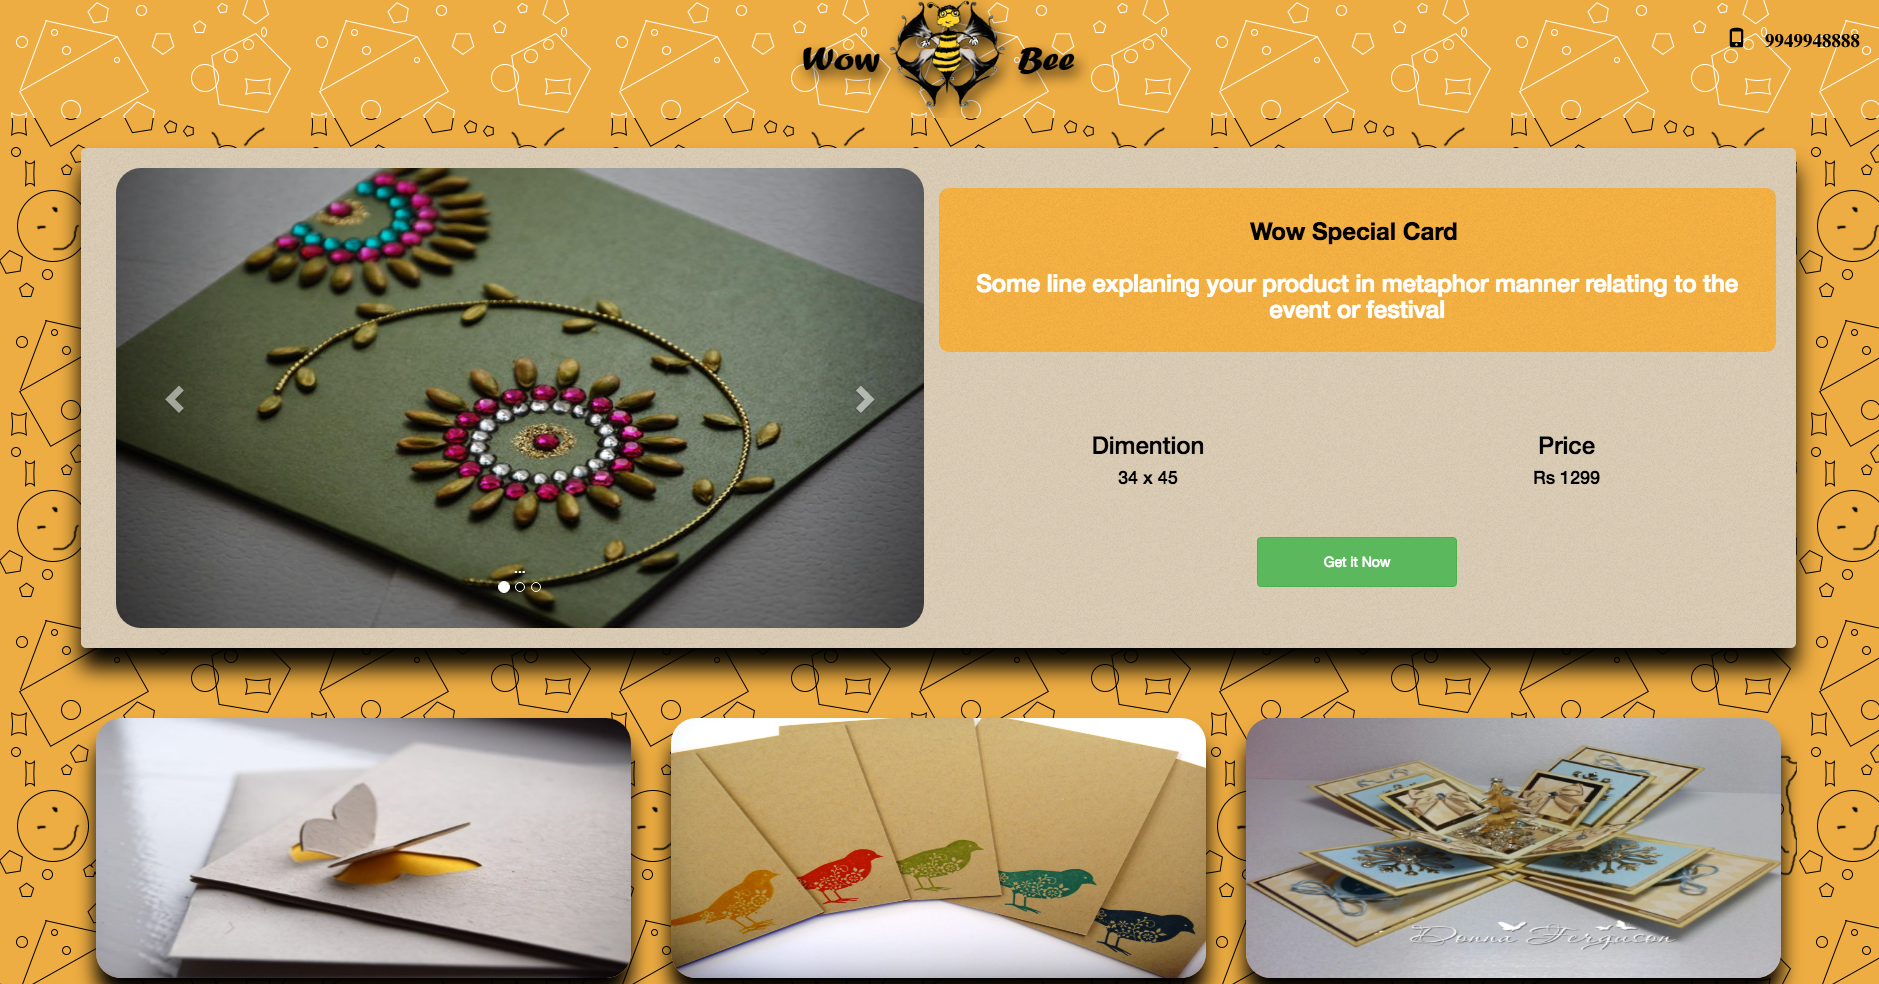 Wow Bee
9949948888
Wow Special Card
Some line explaning your product in metaphor manner relating to the
event or festival
Dimention
34 x 45
Price
Rs 1299
Get it Now
...
Donna Ferguson